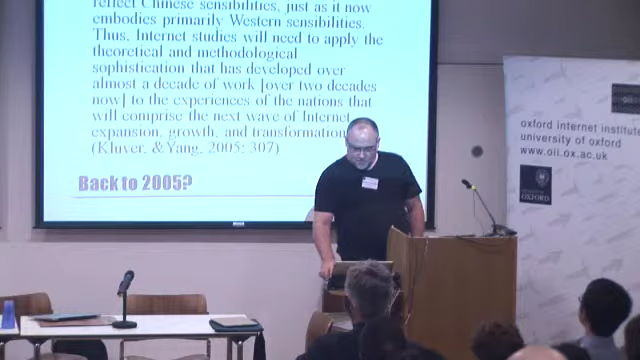 reflect Chinese sensibilities, just as it now
embodies primarily Western sensibilities.
Thus, Internet studies will need to apply the
theoretical and methodological
sophistication that has developed over
almost a decade of work [over two decades
now] to the experiences of the nations that
will comprise the next wave of Internet
expansion, growth, and transformation
(Kluver, & Yang, 2005: 307)
Back to 2005?
oxford internet institute
university of oxford
www.oii.ox.ac.uk
OXFORD